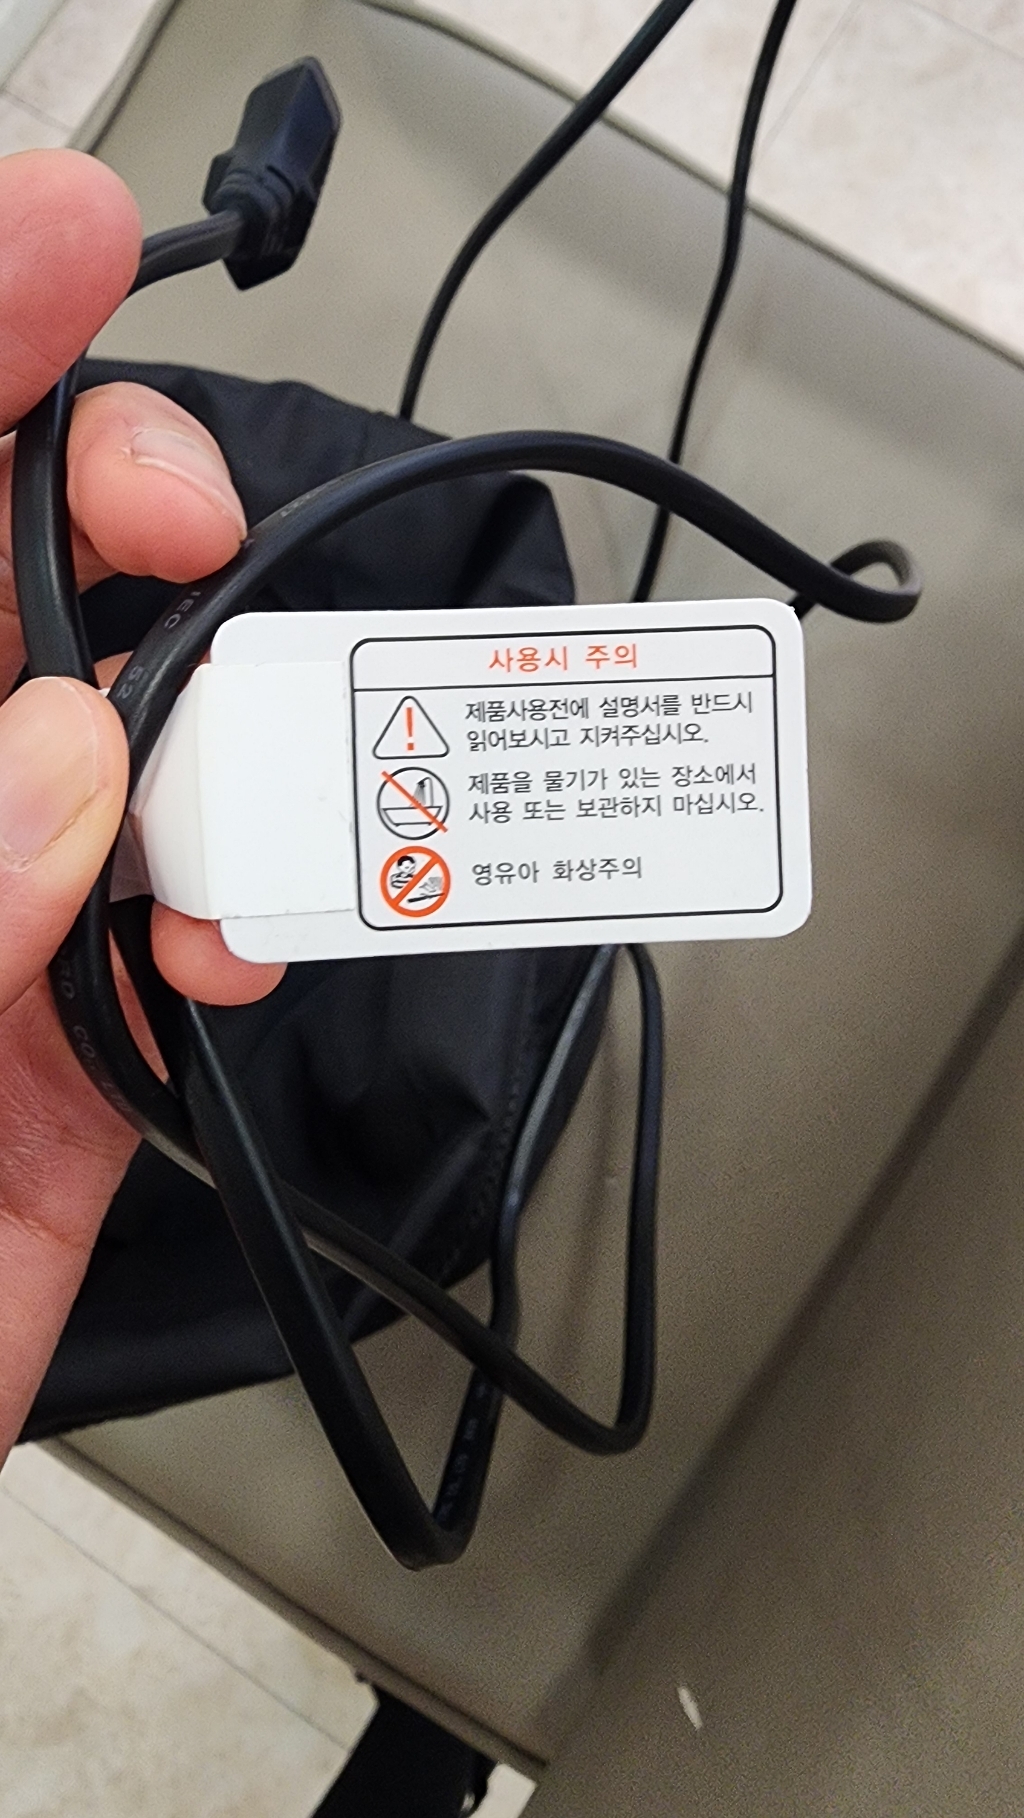 사용시 주의
제품사용전에 설명서를 반드시
읽어보시고 지켜주십시오.
제품을 물기가 있는 장소에서
사용 또는 보관하지 마십시오.
영유아 화상주의
IEC
52
CO.